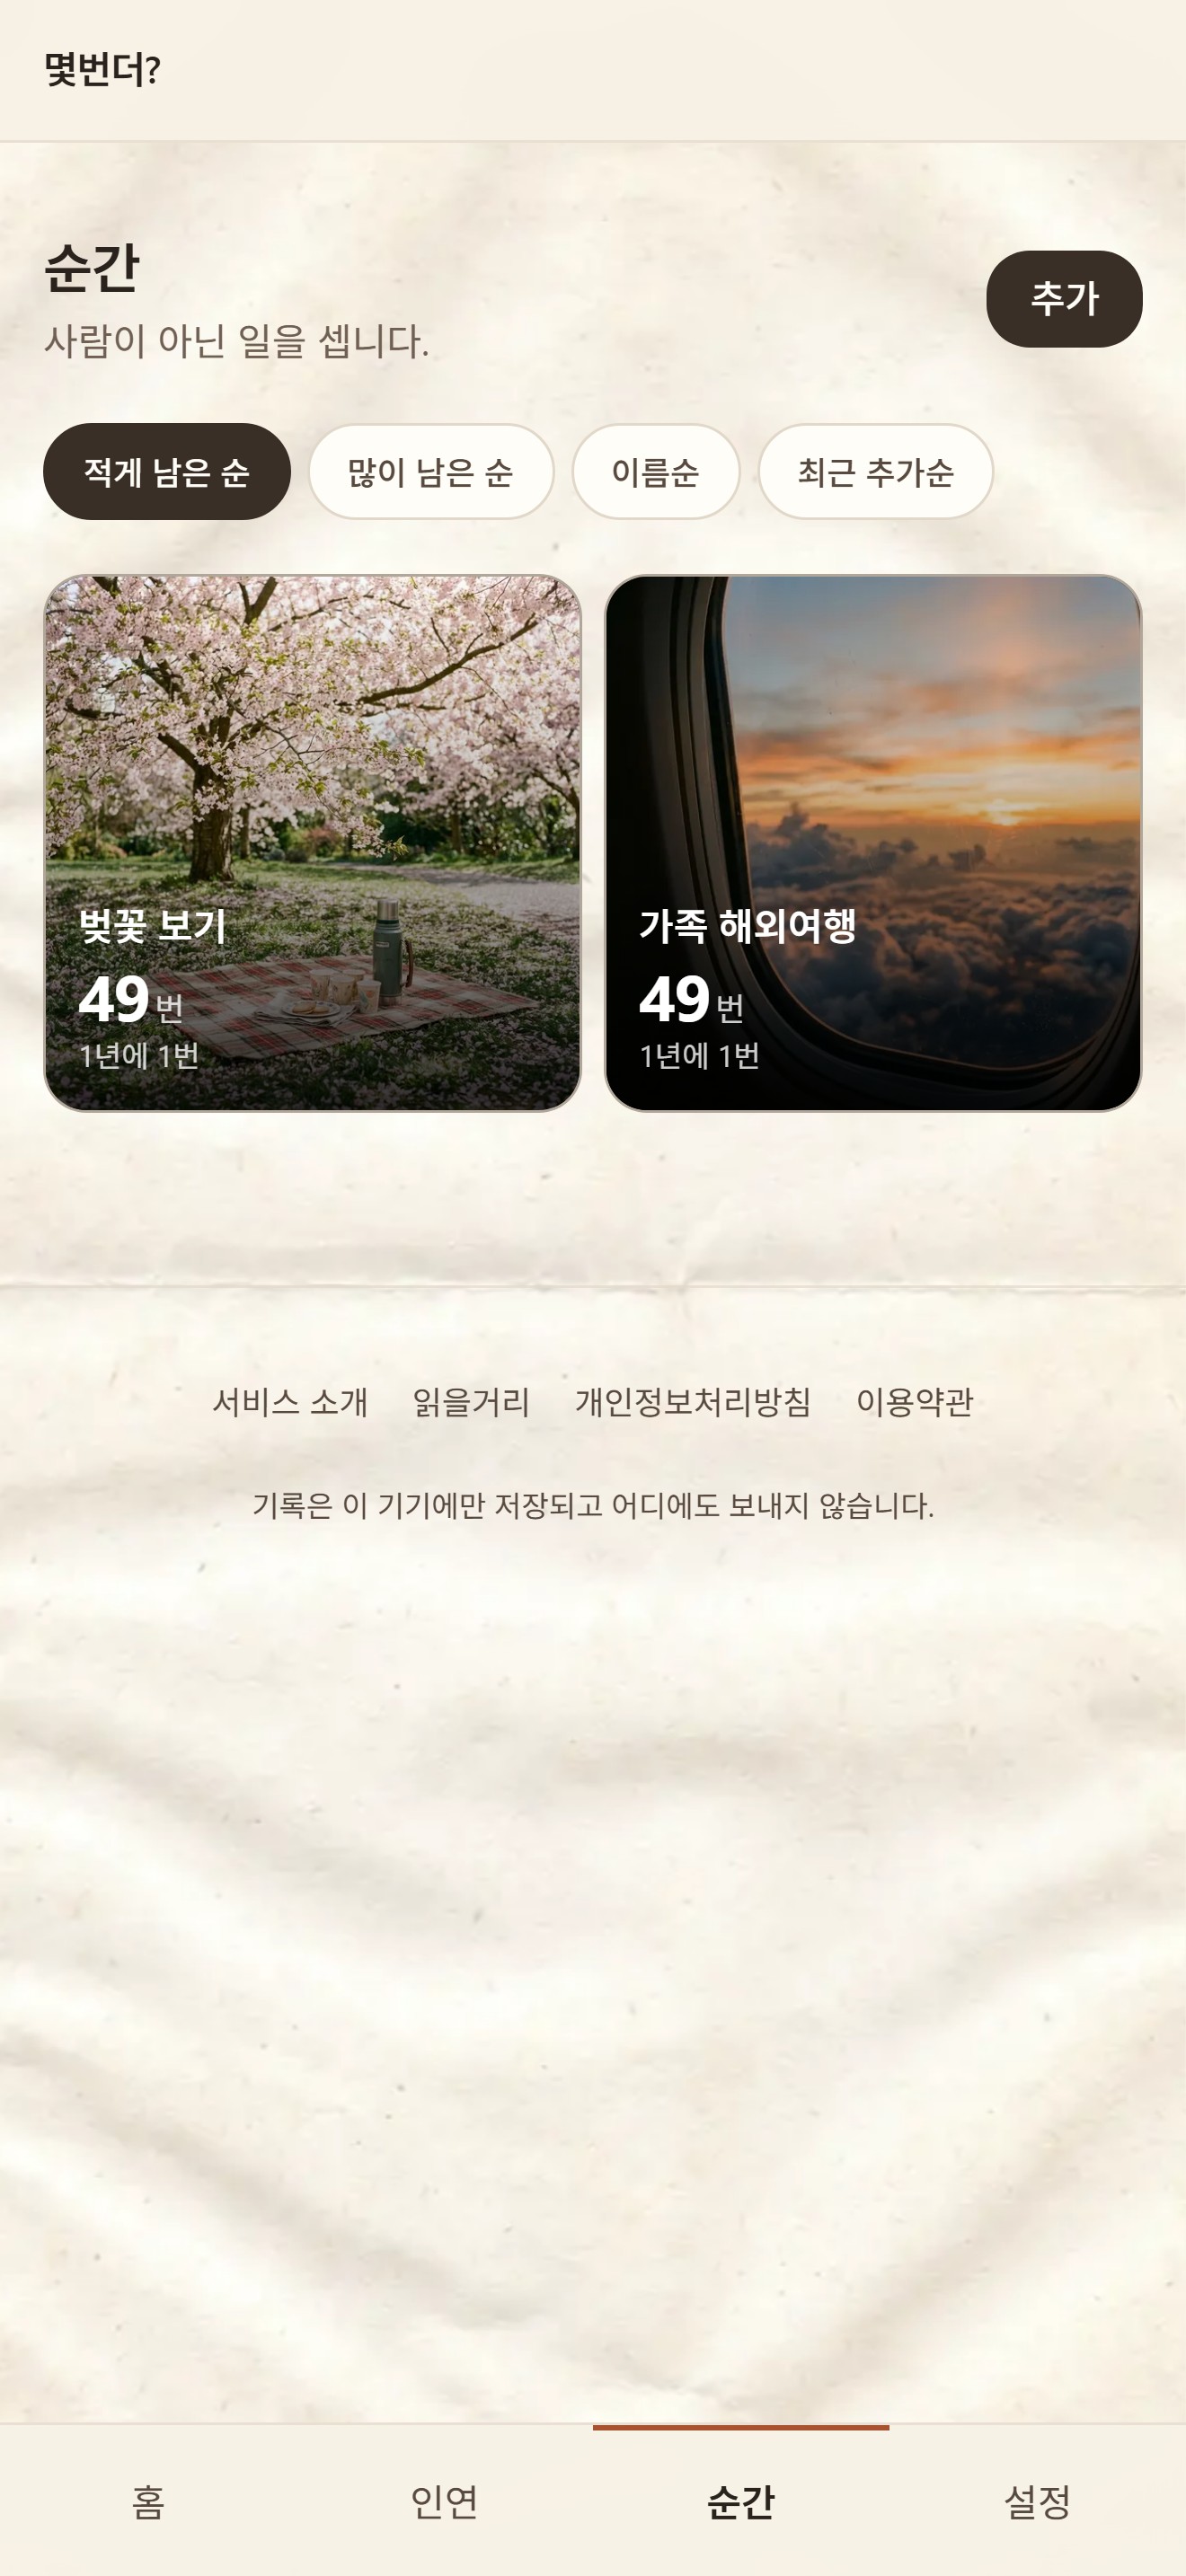 몇번더?
순간
사람이 아닌 일을 셉니다.
추가
적게 남은 순
많이 남은 순
이름순
최근 추가순
벚꽃 보기
49 번
1년에 1번
가족 해외여행
49 번
1년에 1번
서비스 소개
읽을거리
개인정보처리방침
이용약관
기록은 이 기기에만 저장되고 어디에도 보내지 않습니다.
홈
인연
순간
설정